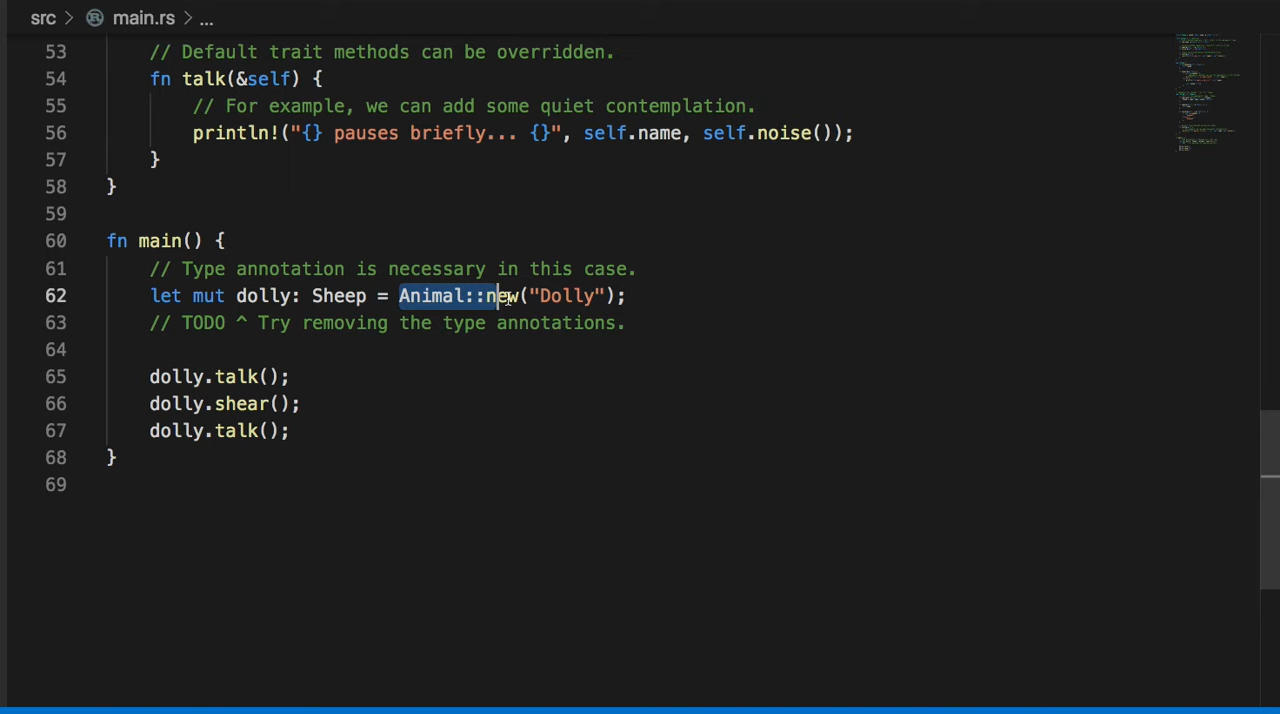 src > main.rs > ...
53 // Default trait methods can be overridden.
54 fn talk(&self) {
55 // For example, we can add some quiet contemplation.
56 println!("{} pauses briefly... {}", self.name, self.noise());
57 }
58 }
59
60 fn main() {
61 // Type annotation is necessary in this case.
62 let mut dolly: Sheep = Animal::new("Dolly");
63 // TODO ^ Try removing the type annotations.
64
65 dolly.talk();
66 dolly.shear();
67 dolly.talk();
68 }
69